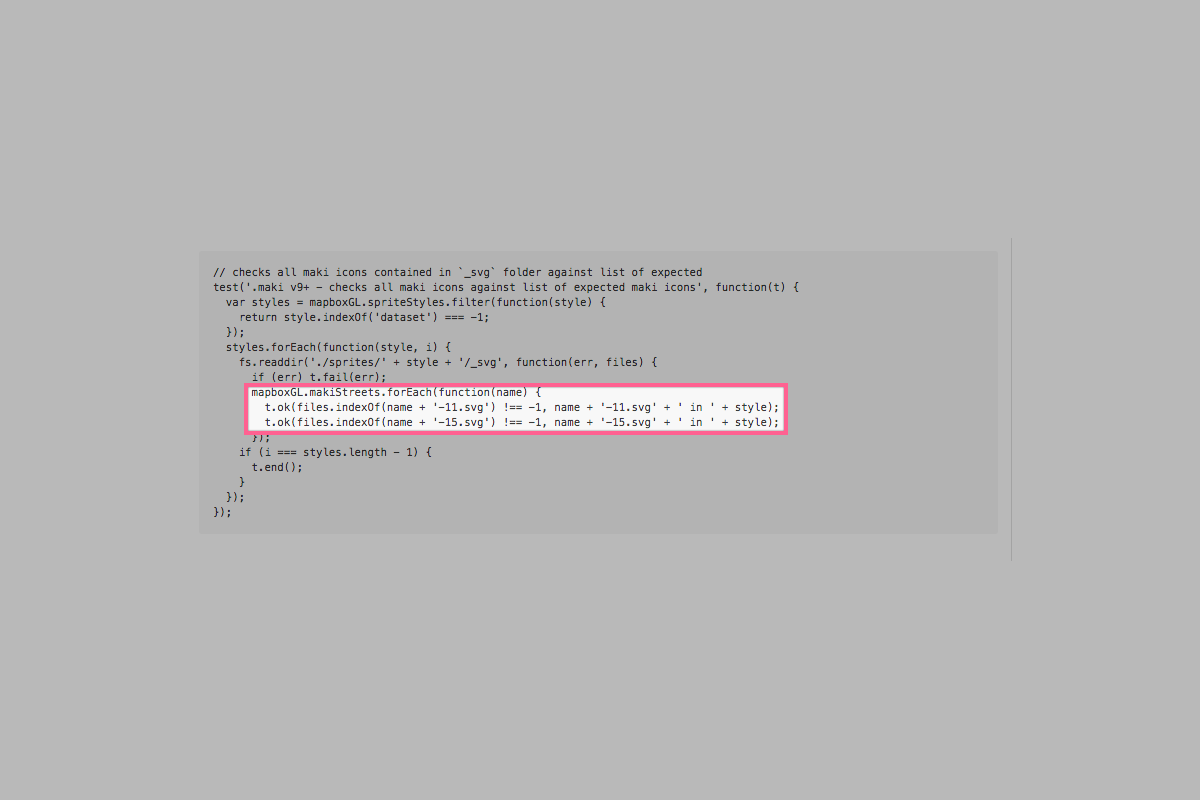 // checks all maki icons contained in `_svg` folder against list of expected
test('.maki v9+ - checks all maki icons against list of expected maki icons', function(t) {
  var styles = mapboxGL.spriteStyles.filter(function(style) {
    return style.indexOf('dataset') === -1;
  });
  styles.forEach(function(style, i) {
    fs.readdir('./sprites/' + style + '/_svg', function(err, files) {
      if (err) t.fail(err);
      mapboxGL.makiStreets.forEach(function(name) {
        t.ok(files.indexOf(name + '-11.svg') !== -1, name + '-11.svg' + ' in ' + style);
        t.ok(files.indexOf(name + '-15.svg') !== -1, name + '-15.svg' + ' in ' + style);
      });
    if (i === styles.length - 1) {
      t.end();
    }
  });
});